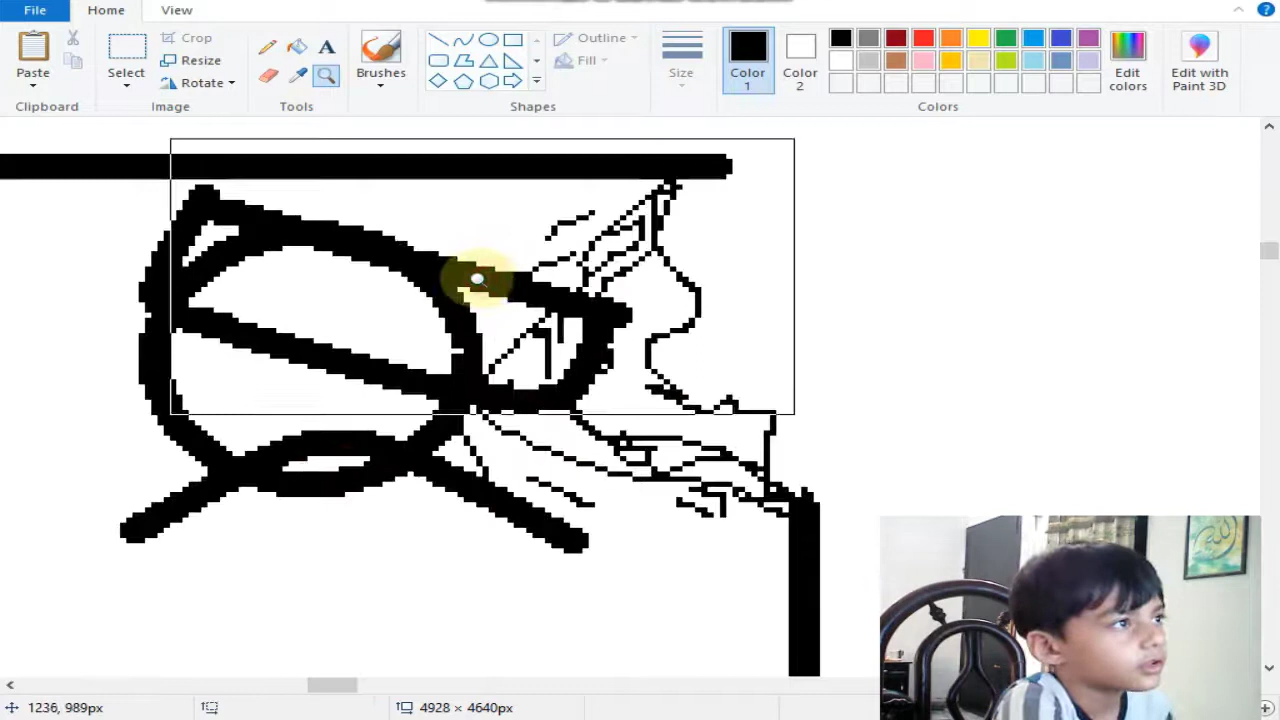 File Home View
Paste
Clipboard
Select
Crop
Resize
Rotate
Image
A
Tools
Brushes
Outline
Fill
Shapes
Size
Color 1
Color 2
Edit colors
Colors
Edit with Paint 3D
1236, 989px
4928 × 4640px